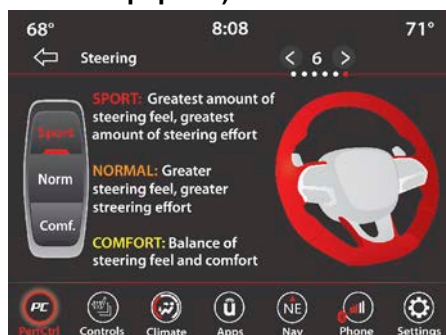 68° 8:08 71°
Steering < 6 >
SPORT: Greatest amount of
steering feel, greatest
amount of steering effort
Sport
NORMAL: Greater
steering feel, greater
streering effort
Norm
Comf.
COMFORT: Balance of
steering feel and comfort
PC û NE
PerfCtrl Controls Climate Apps Nav Phone Settings